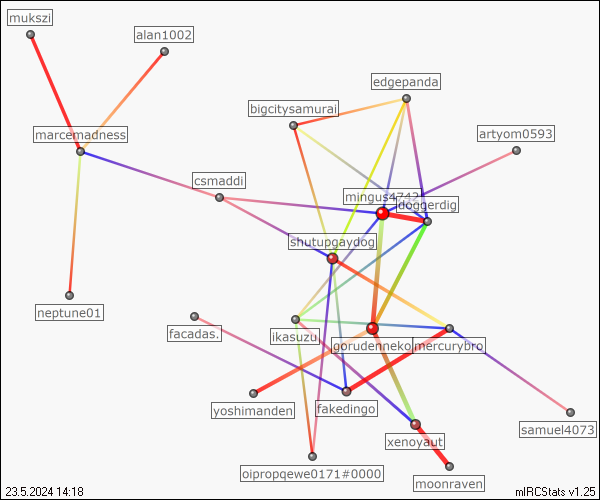 mukszi
alan1002
edgepanda
bigcitysamurai
marcemadness
artyom0593
csmaddi
mingus4742
doggerdig
shutupgaydog
neptune01
facadas.
ikasuzu
gorudenneko
mercurybro
yoshimanden
fakedingo
samuel4073
xenoyaut
oipropqewe0171#0000
moonraven
23.5.2024 14:18
mIRCStats v1.25